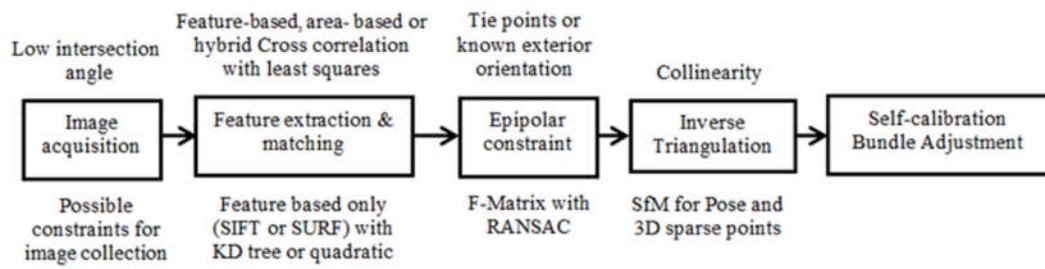 Low intersection
angle
Feature-based, area- based or
hybrid Cross correlation
with least squares
Tie points or
known exterior
orientation
Collinearity
Image
acquisition
Feature extraction &
matching
Epipolar
constraint
Inverse
Triangulation
Self-calibration
Bundle Adjustment
Possible
constraints for
image collection
Feature based only
(SIFT or SURF) with
KD tree or quadratic
F-Matrix with
RANSAC
SfM for Pose and
3D sparse points